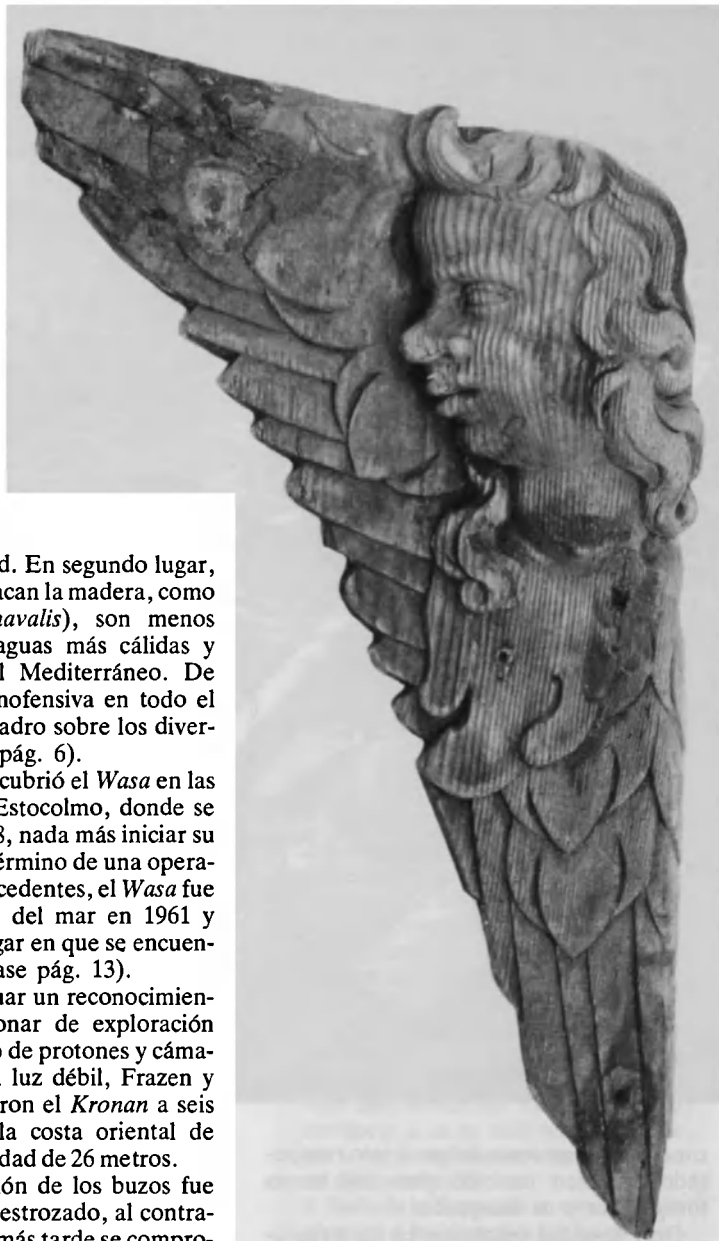 d. En segundo lugar,
acan la madera, como
navalis), son menos
aguas más cálidas y
l Mediterráneo. De
nofensiva en todo el
adro sobre los diver-
pág. 6).
cubrió el Wasa en las
Estocolmo, donde se
8, nada más iniciar su
érmino de una opera-
cedentes, el Wasa fue
del mar en 1961 y
gar en que se encuen-
ase pág. 13).
uar un reconocimien-
onar de exploración
o de protones y cáma-
luz débil, Frazen y
ron el Kronan a seis
la costa oriental de
idad de 26 metros.
ión de los buzos fue
estrozado, al contra-
más tarde se compro-